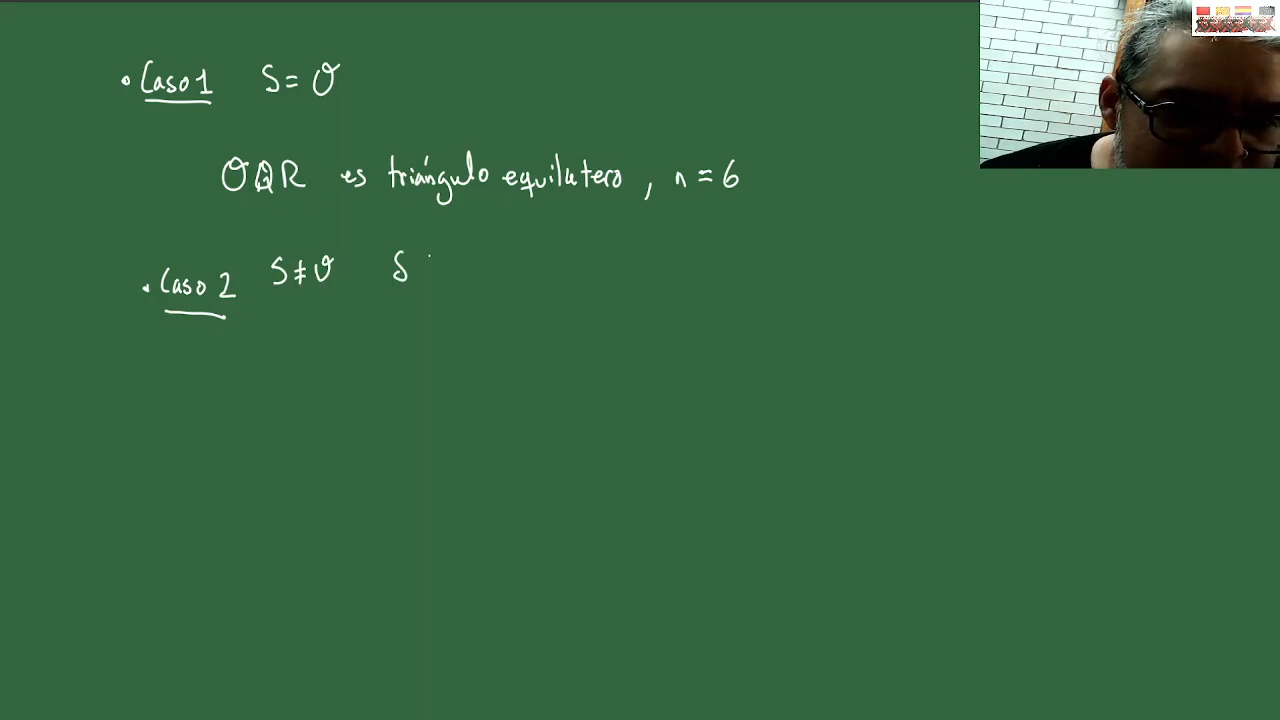 • Caso 1 S = O
OQR es triángulo equilatero, n = 6
• Caso 2 S ≠ O S